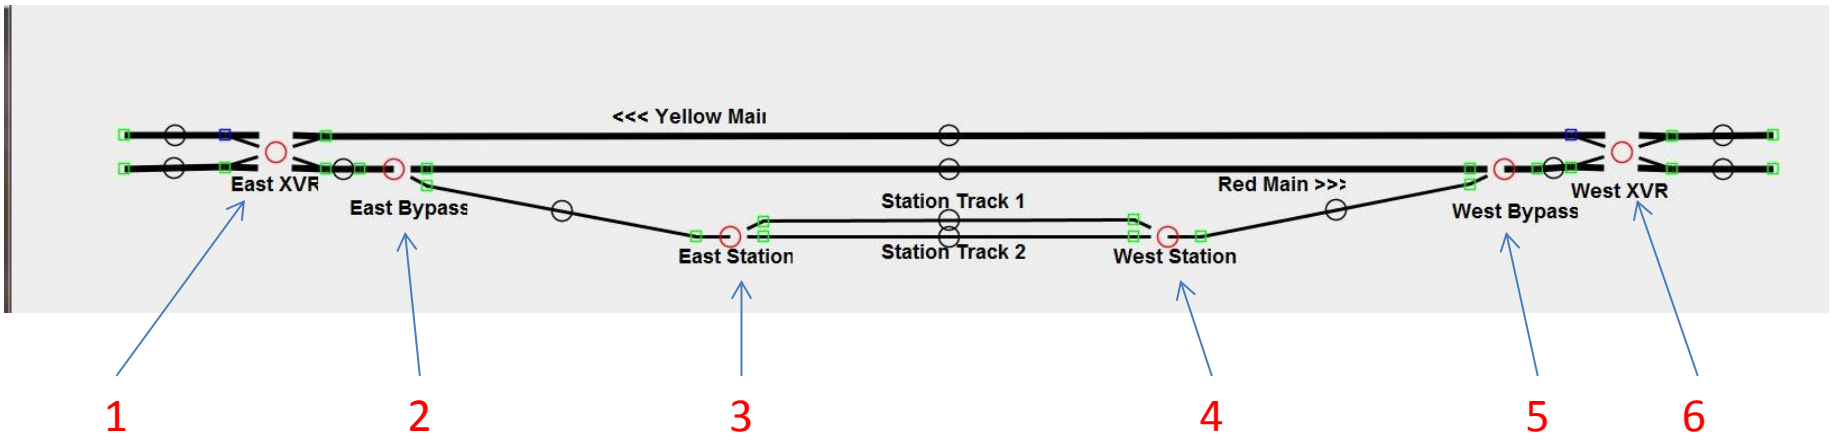 <<< Yellow Main
East XVR
Red Main >>>
West XVR
East Bypass
Station Track 1
West Bypass
East Station
Station Track 2
West Station
1
2
3
4
5
6